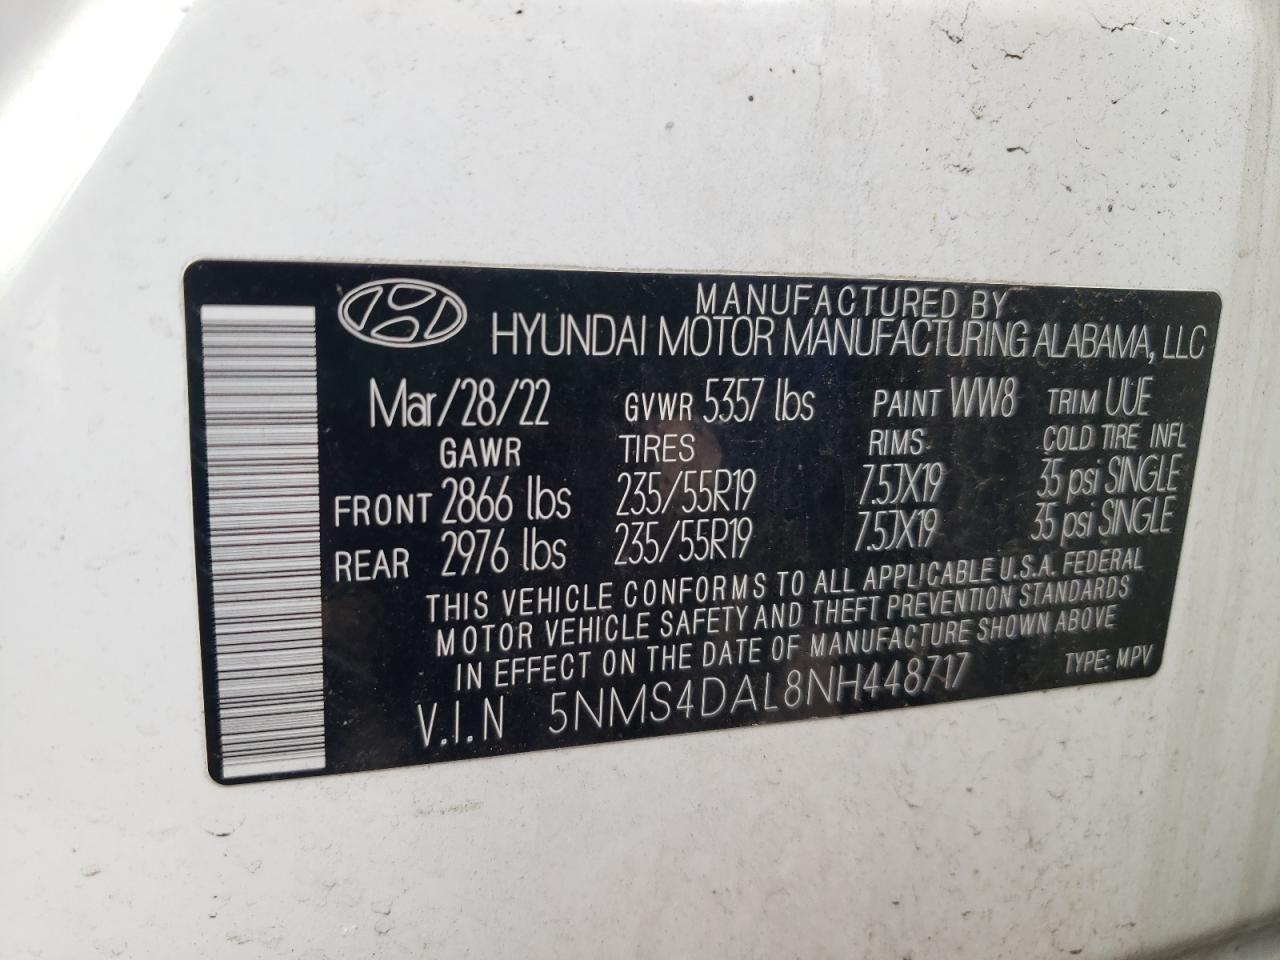 MANUFACTURED BY
HYUNDAI MOTOR MANUFACTURING ALABAMA, LLC
Mar/28/22 GVWR 5357 lbs PAINT WW8 TRIM UUE
GAWR TIRES RIMS COLD TIRE INFL
FRONT 2866 lbs 235/55R19 7.5JX19 35 psi SINGLE
REAR 2976 lbs 235/55R19 7.5JX19 35 psi SINGLE
THIS VEHICLE CONFORMS TO ALL APPLICABLE U.S.A. FEDERAL
MOTOR VEHICLE SAFETY AND THEFT PREVENTION STANDARDS
IN EFFECT ON THE DATE OF MANUFACTURE SHOWN ABOVE
V.I.N 5NMS4DAL8NH448717 TYPE: MPV